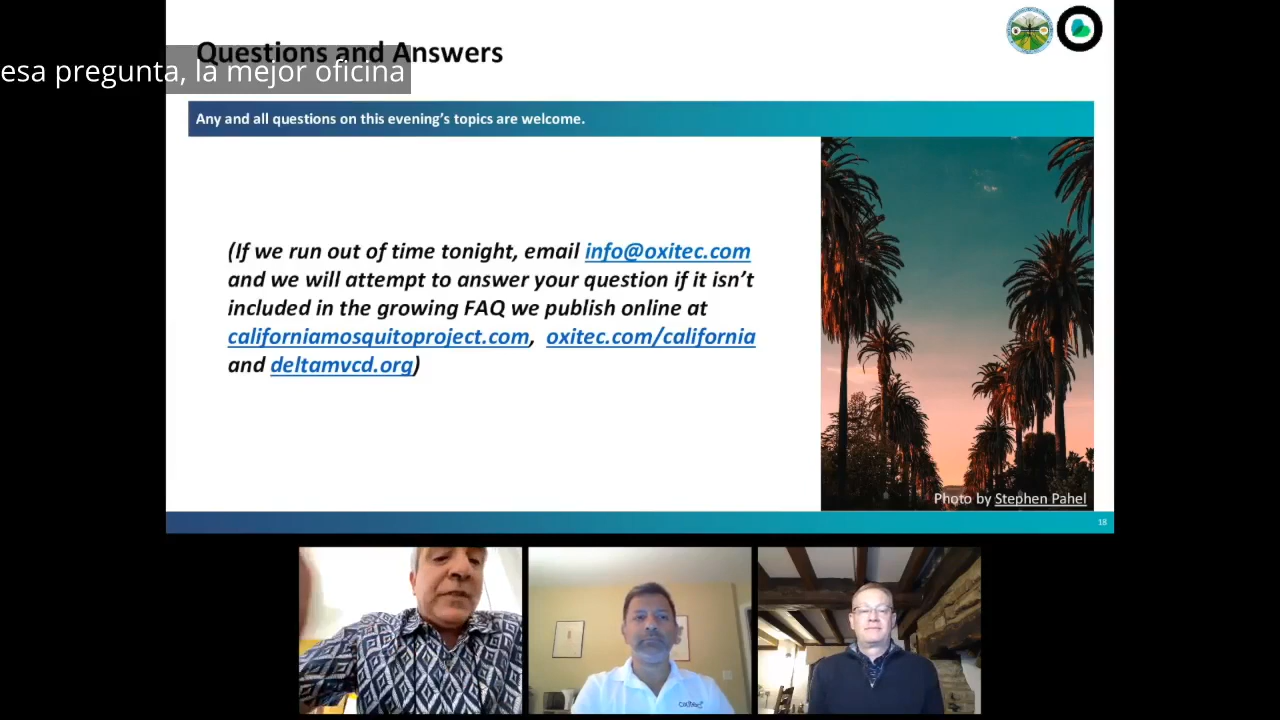 Questions and Answers
esa pregunta, la mejor oficina
Any and all questions on this evening's topics are welcome.
(If we run out of time tonight, email info@oxitec.com
and we will attempt to answer your question if it isn't
included in the growing FAQ we publish online at
californiamosquitoproject.com, oxitec.com/california
and deltamvcd.org)
Photo by Stephen Pahel
18
oxitec